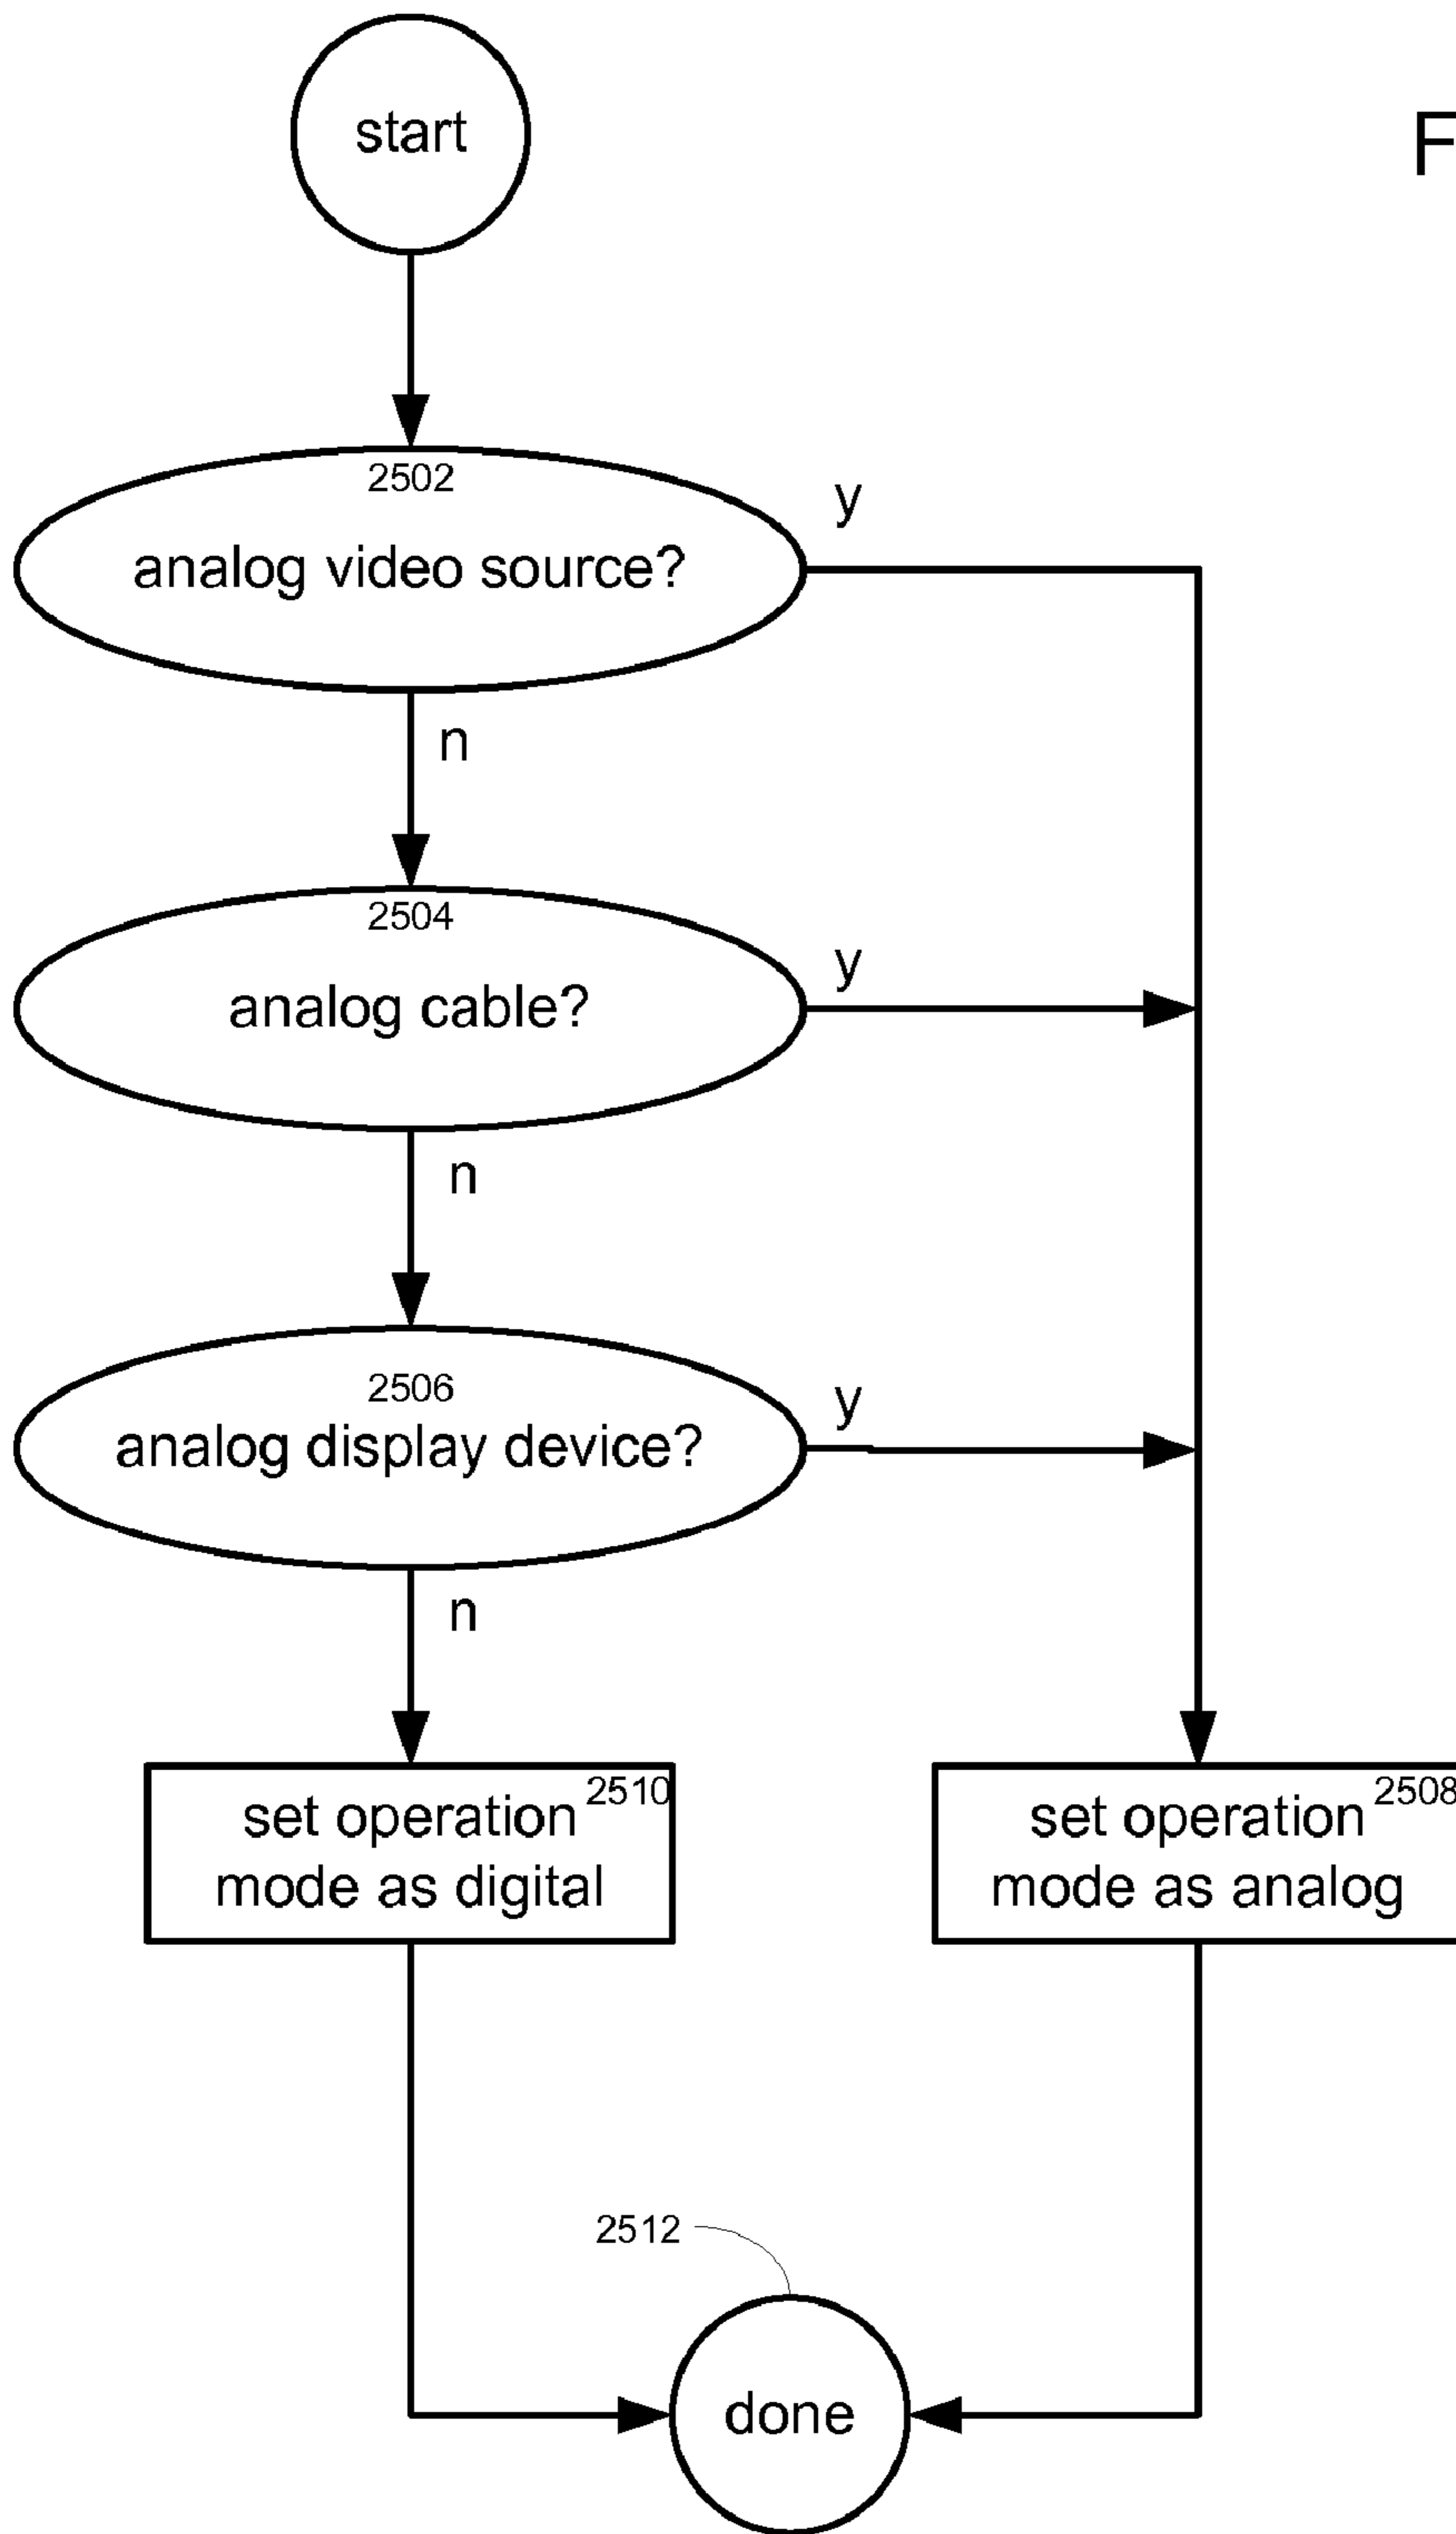 start
F
2502
analog video source?
y
n
2504
analog cable?
y
n
2506
analog display device?
y
n
2510
set operation
mode as digital
2508
set operation
mode as analog
2512
done